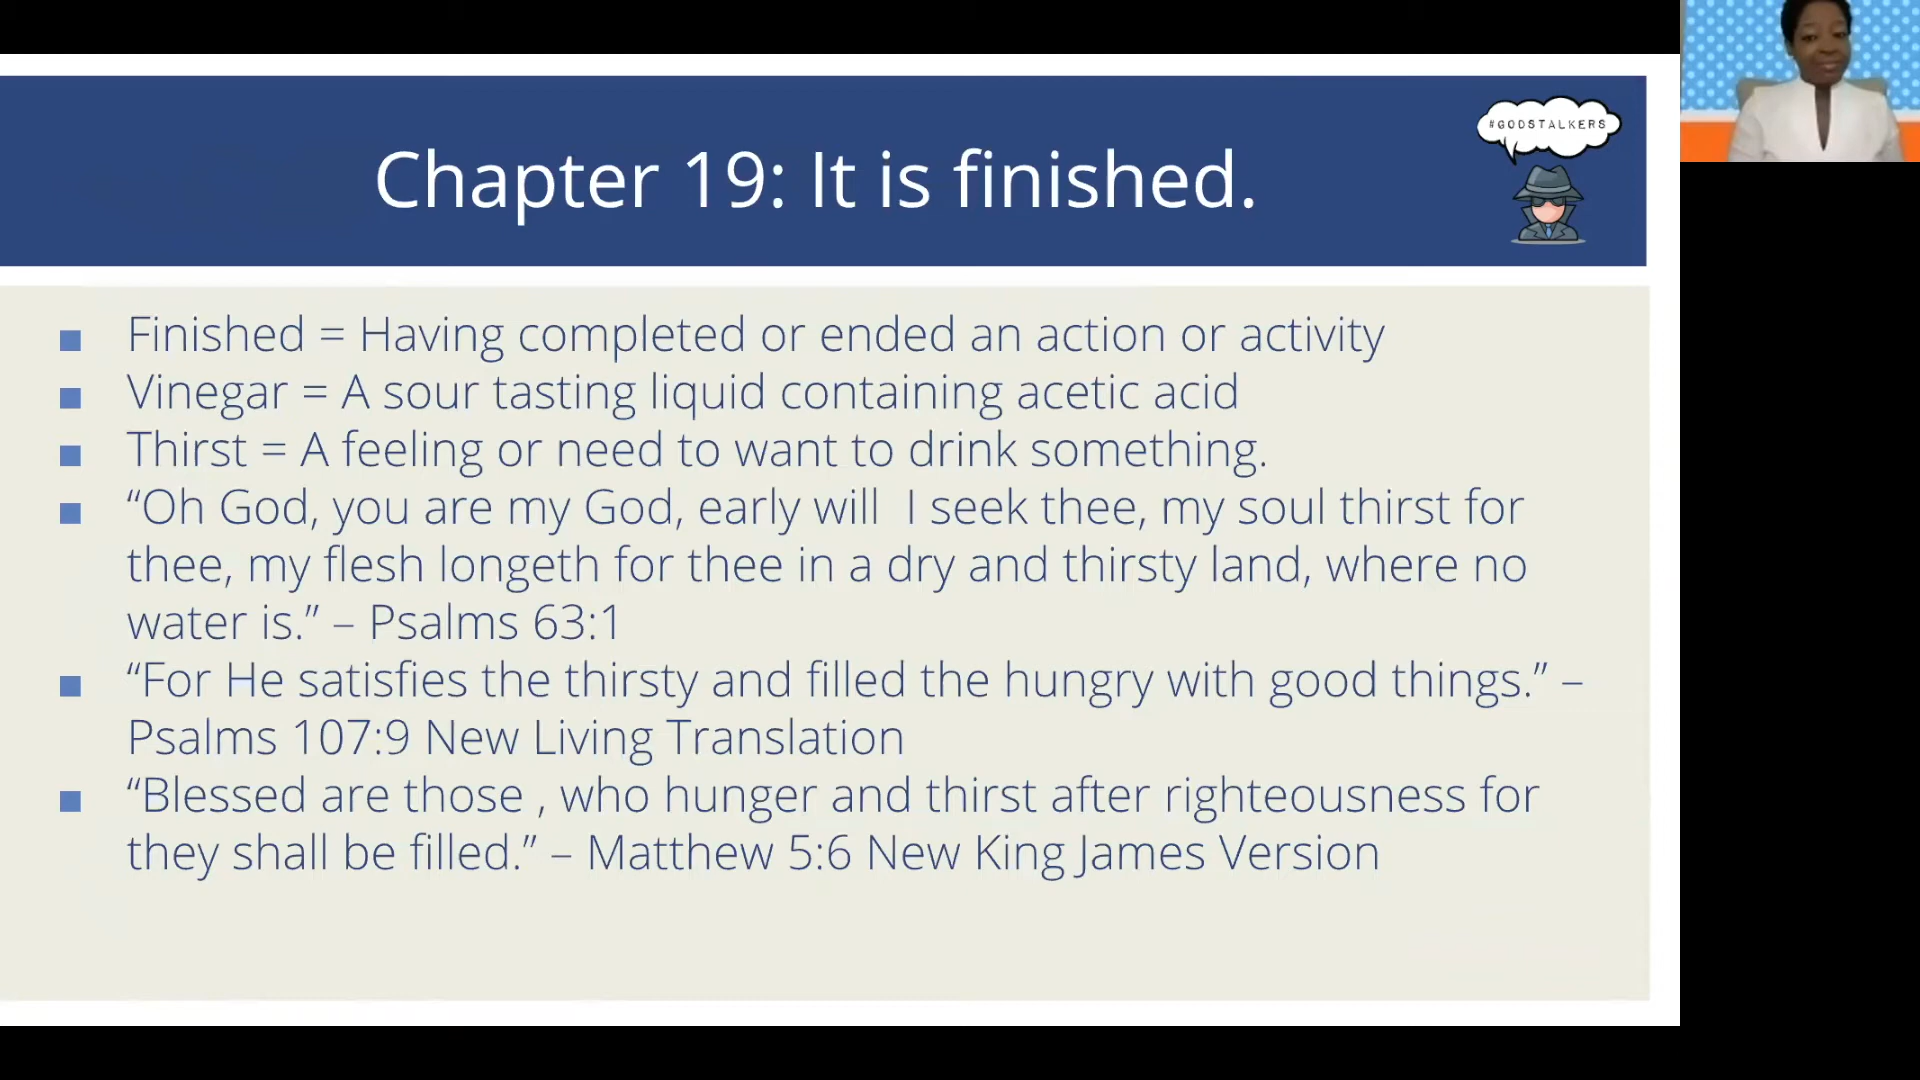 #GODSTALKERS
Chapter 19: It is finished.
Finished = Having completed or ended an action or activity
Vinegar = A sour tasting liquid containing acetic acid
Thirst = A feeling or need to want to drink something.
“Oh God, you are my God, early will  I seek thee, my soul thirst for
thee, my flesh longeth for thee in a dry and thirsty land, where no
water is.” – Psalms 63:1
“For He satisfies the thirsty and filled the hungry with good things.” –
Psalms 107:9 New Living Translation
“Blessed are those , who hunger and thirst after righteousness for
they shall be filled.” – Matthew 5:6 New King James Version